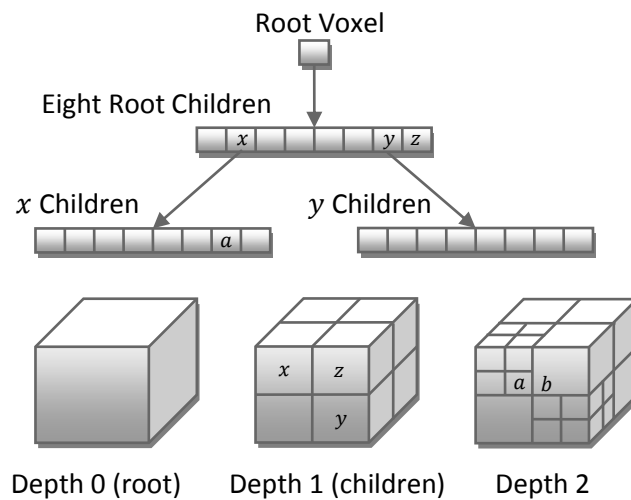 Root Voxel
Eight Root Children
x y z
x Children
y Children
a
x z
y
a b
Depth 0 (root)
Depth 1 (children)
Depth 2